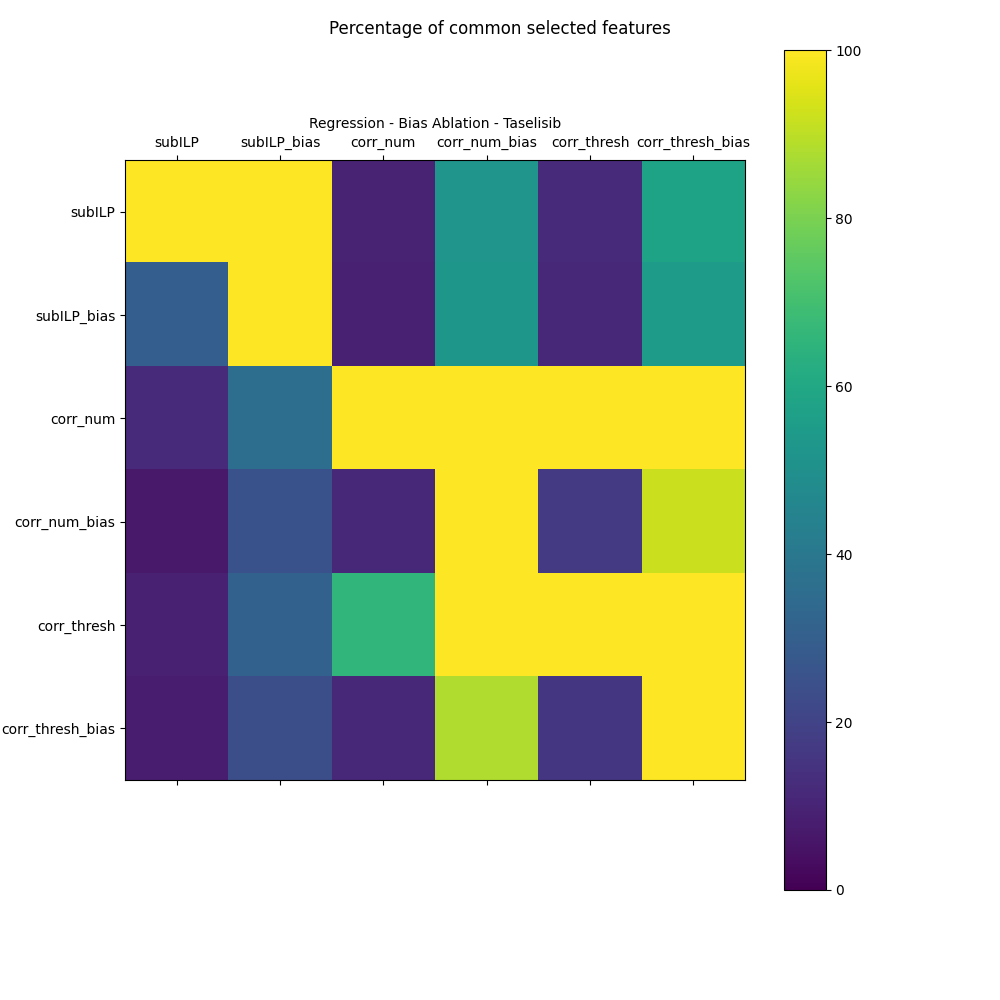 Percentage of common selected features
Regression - Bias Ablation - Taselisib
subILP subILP_bias corr_num corr_num_bias corr_thresh corr_thresh_bias
subILP
subILP_bias
corr_num
corr_num_bias
corr_thresh
corr_thresh_bias
100
80
60
40
20
0